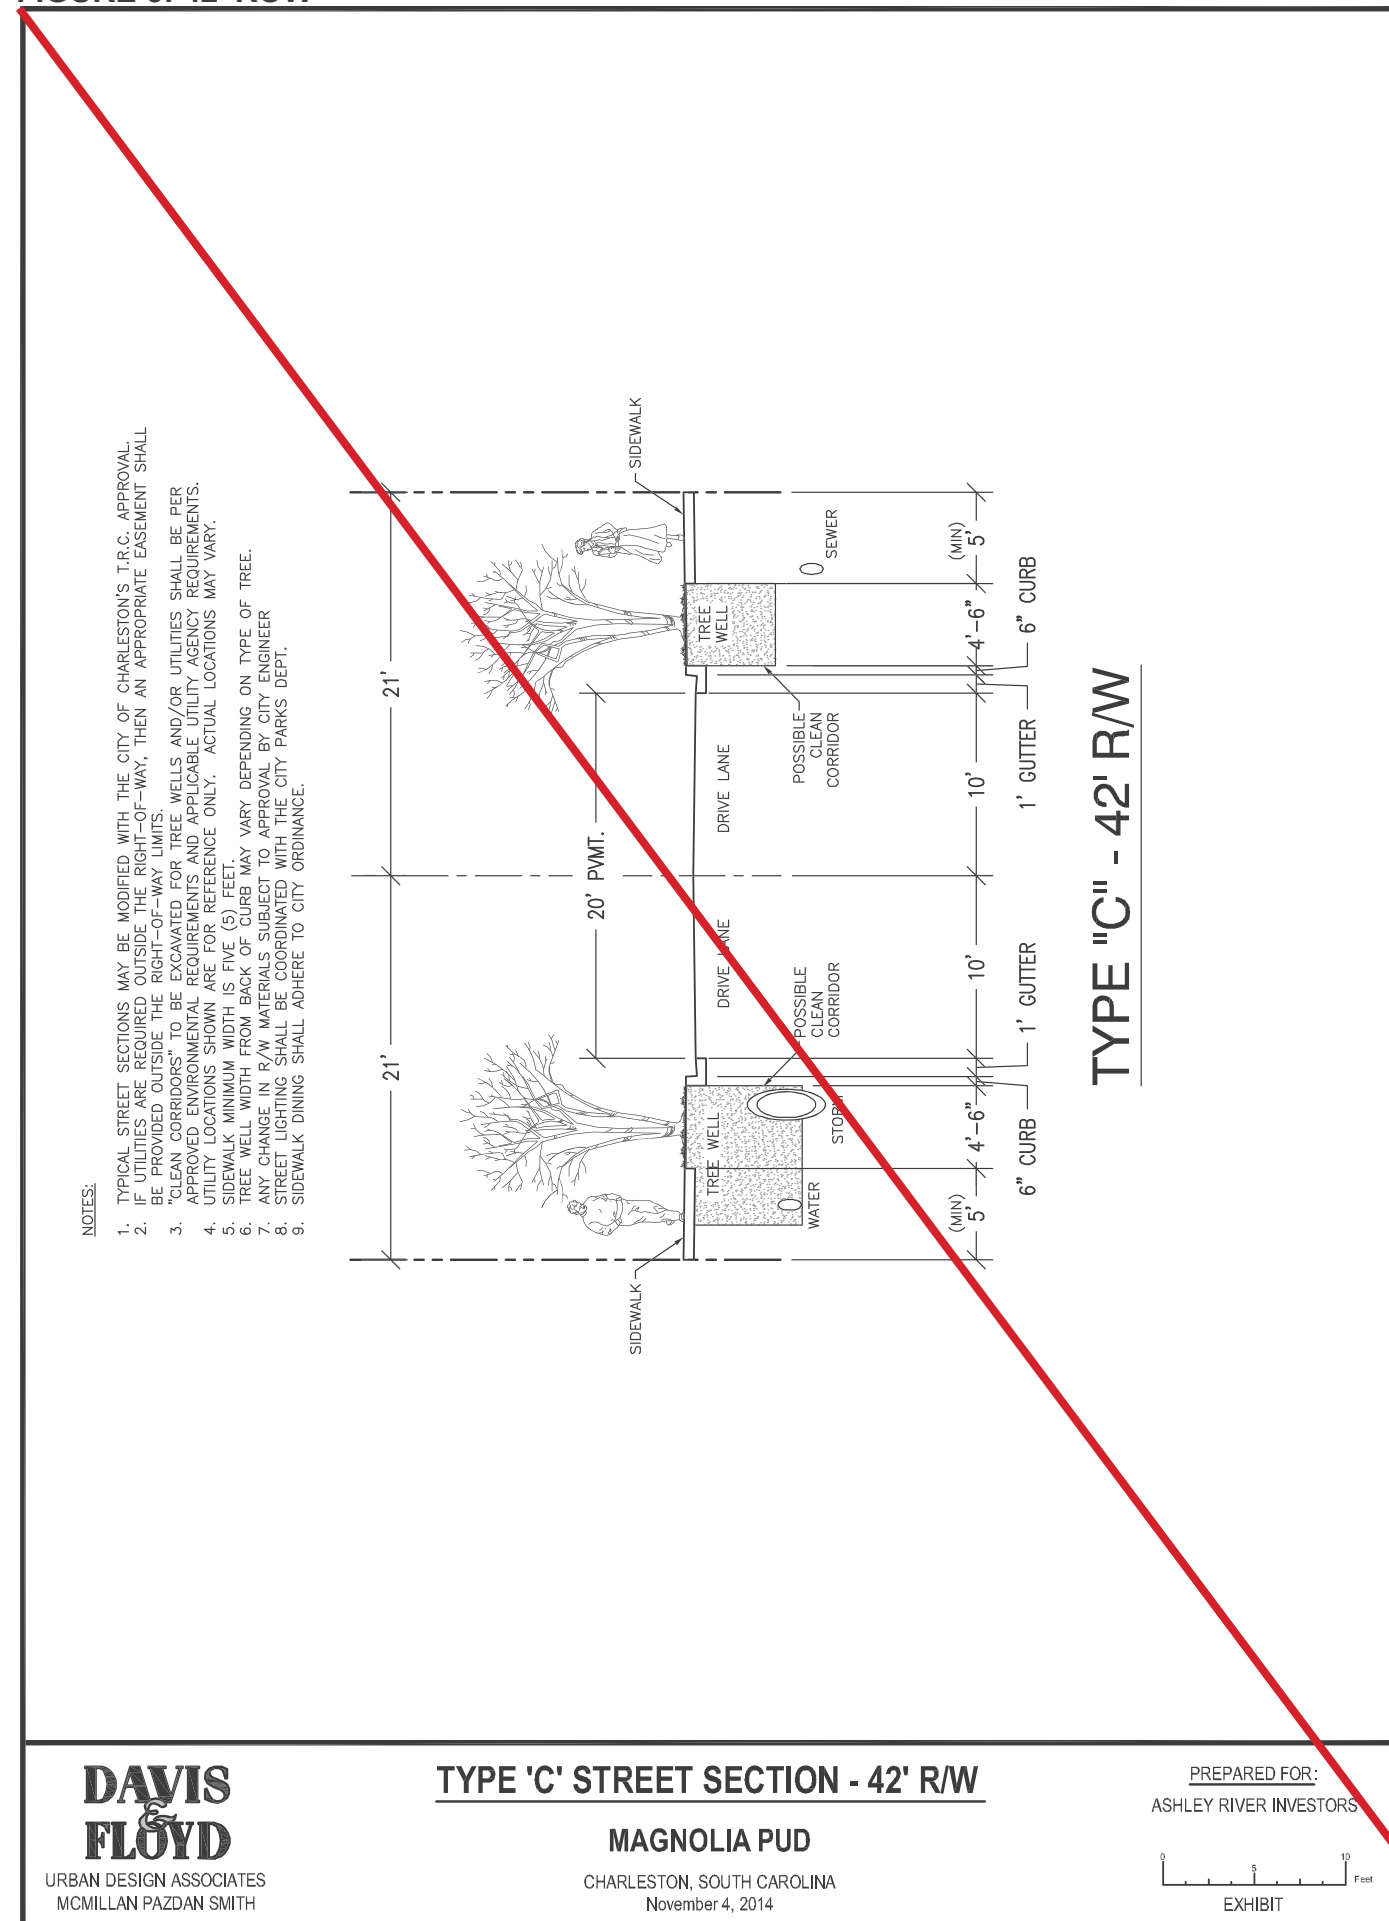 NOTES:
1. TYPICAL STREET SECTIONS MAY BE MODIFIED WITH THE CITY OF CHARLESTON'S T.R.C. APPROVAL.
2. IF UTILITIES ARE REQUIRED OUTSIDE THE RIGHT-OF-WAY, THEN AN APPROPRIATE EASEMENT SHALL
BE PROVIDED OUTSIDE THE RIGHT-OF-WAY LIMITS.
3. "CLEAN CORRIDORS" TO BE EXCAVATED FOR TREE WELLS AND/OR UTILITIES SHALL BE PER
APPROVED ENVIRONMENTAL REQUIREMENTS AND APPLICABLE UTILITY AGENCY REQUIREMENTS.
4. UTILITY LOCATIONS SHOWN ARE FOR REFERENCE ONLY. ACTUAL LOCATIONS MAY VARY.
5. SIDEWALK MINIMUM WIDTH IS FIVE (5) FEET.
6. TREE WELL WIDTH FROM BACK OF CURB MAY VARY DEPENDING ON TYPE OF TREE.
7. ANY CHANGE IN R/W MATERIALS SUBJECT TO APPROVAL BY CITY ENGINEER
8. STREET LIGHTING SHALL BE COORDINATED WITH THE CITY PARKS DEPT.
9. SIDEWALK DINING SHALL ADHERE TO CITY ORDINANCE.
21'
21'
20' PVMT.
SIDEWALK
SIDEWALK
TREE WELL
DRIVE LANE
DRIVE LANE
TREE
WELL
WATER
STORM
POSSIBLE
CLEAN
CORRIDOR
POSSIBLE
CLEAN
CORRIDOR
SEWER
(MIN)
5'
4'-6"
10'
10'
4'-6"
(MIN)
5'
6" CURB
1' GUTTER
1' GUTTER
6" CURB
TYPE "C" - 42' R/W
DAVIS
&
FLOYD
URBAN DESIGN ASSOCIATES
MCMILLAN PAZDAN SMITH
TYPE 'C' STREET SECTION - 42' R/W
MAGNOLIA PUD
CHARLESTON, SOUTH CAROLINA
November 4, 2014
PREPARED FOR:
ASHLEY RIVER INVESTORS
0 5 10
Feet
EXHIBIT